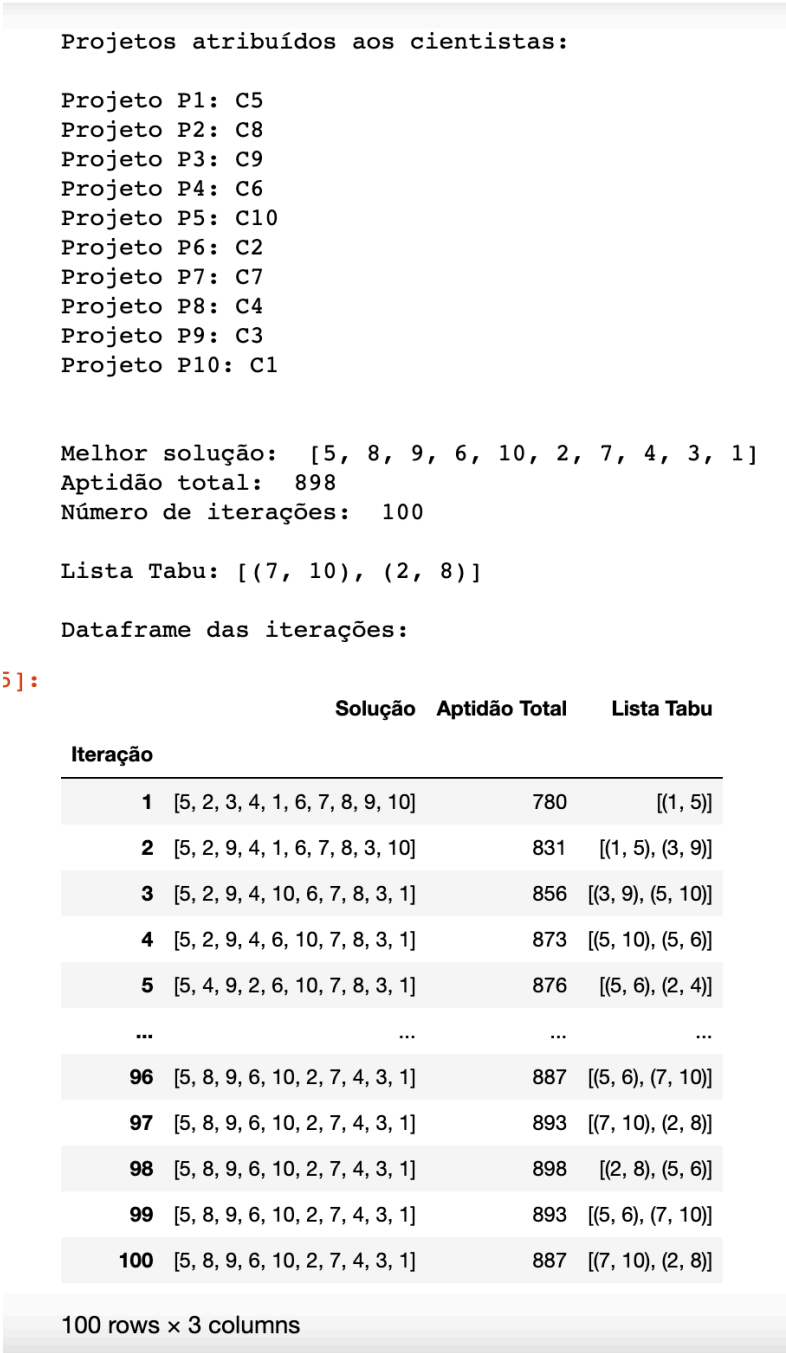 Projetos atribuídos aos cientistas:
Projeto P1: C5
Projeto P2: C8
Projeto P3: C9
Projeto P4: C6
Projeto P5: C10
Projeto P6: C2
Projeto P7: C7
Projeto P8: C4
Projeto P9: C3
Projeto P10: C1
Melhor solução:  [5, 8, 9, 6, 10, 2, 7, 4, 3, 1]
Aptidão total:  898
Número de iterações:  100
Lista Tabu: [(7, 10), (2, 8)]
Dataframe das iterações:
5]:
Solução Aptidão Total Lista Tabu
Iteração
1 [5, 2, 3, 4, 1, 6, 7, 8, 9, 10] 780 [(1, 5)]
2 [5, 2, 9, 4, 1, 6, 7, 8, 3, 10] 831 [(1, 5), (3, 9)]
3 [5, 2, 9, 4, 10, 6, 7, 8, 3, 1] 856 [(3, 9), (5, 10)]
4 [5, 2, 9, 4, 6, 10, 7, 8, 3, 1] 873 [(5, 10), (5, 6)]
5 [5, 4, 9, 2, 6, 10, 7, 8, 3, 1] 876 [(5, 6), (2, 4)]
... ... ... ...
96 [5, 8, 9, 6, 10, 2, 7, 4, 3, 1] 887 [(5, 6), (7, 10)]
97 [5, 8, 9, 6, 10, 2, 7, 4, 3, 1] 893 [(7, 10), (2, 8)]
98 [5, 8, 9, 6, 10, 2, 7, 4, 3, 1] 898 [(2, 8), (5, 6)]
99 [5, 8, 9, 6, 10, 2, 7, 4, 3, 1] 893 [(5, 6), (7, 10)]
100 [5, 8, 9, 6, 10, 2, 7, 4, 3, 1] 887 [(7, 10), (2, 8)]
100 rows × 3 columns